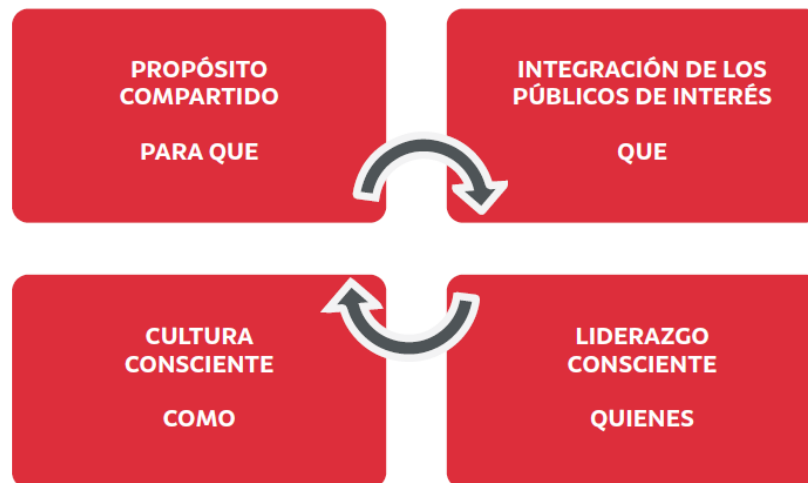 PROPÓSITO
COMPARTIDO
PARA QUE
INTEGRACIÓN DE LOS
PÚBLICOS DE INTERÉS
QUE
CULTURA
CONSCIENTE
COMO
LIDERAZGO
CONSCIENTE
QUIENES